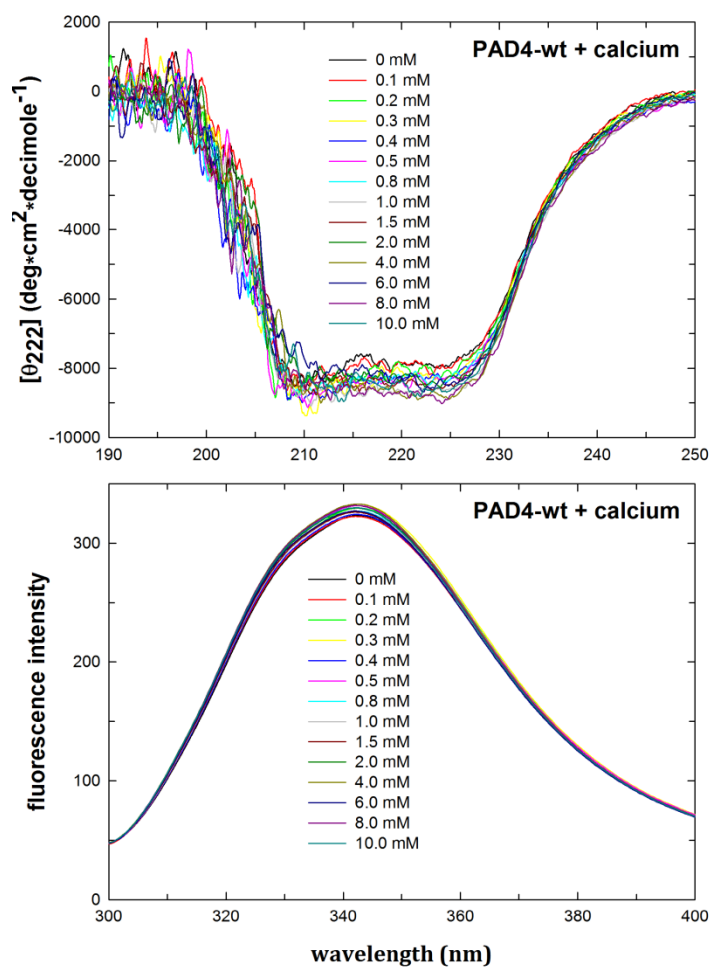 PAD4-wt + calcium
0 mM
0.1 mM
0.2 mM
0.3 mM
0.4 mM
0.5 mM
0.8 mM
1.0 mM
1.5 mM
2.0 mM
4.0 mM
6.0 mM
8.0 mM
10.0 mM
[θ222] (deg*cm2*decimole-1)
2000
0
-2000
-4000
-6000
-8000
-10000
190
200
210
220
230
240
250
PAD4-wt + calcium
0 mM
0.1 mM
0.2 mM
0.3 mM
0.4 mM
0.5 mM
0.8 mM
1.0 mM
1.5 mM
2.0 mM
4.0 mM
6.0 mM
8.0 mM
10.0 mM
fluorescence intensity
300
200
100
0
300
320
340
360
380
400
wavelength (nm)